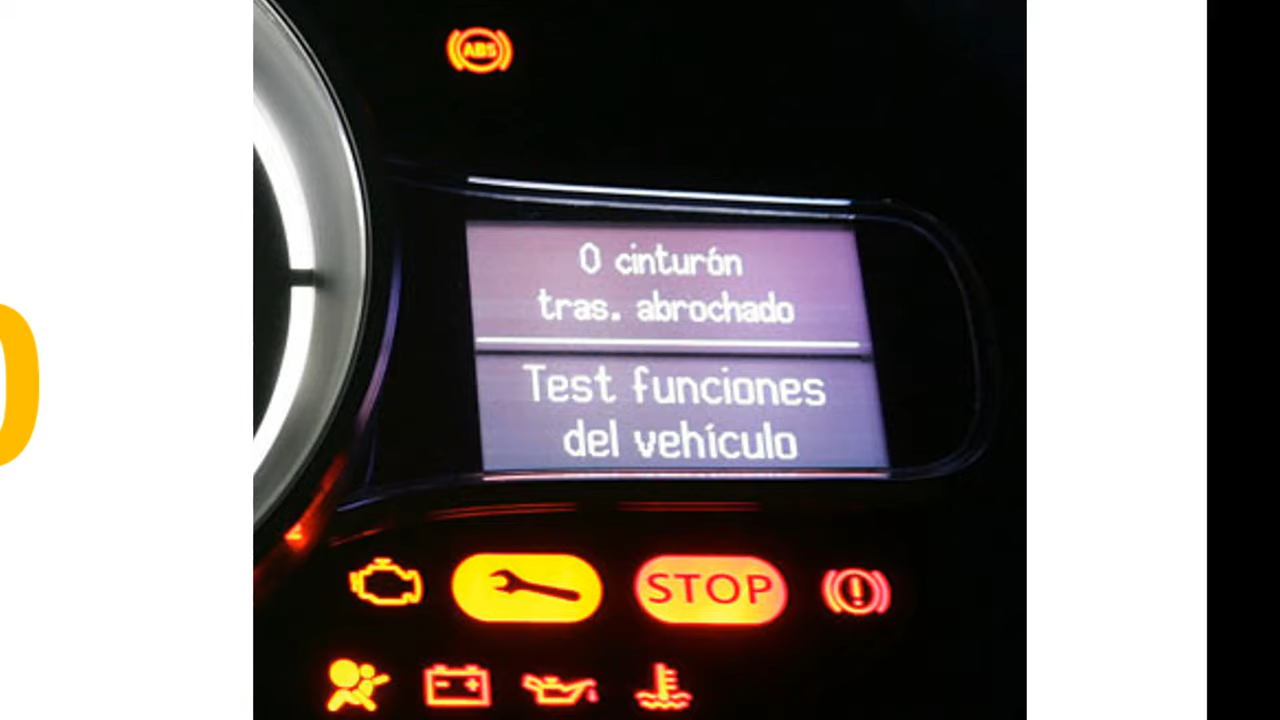 ABS
0 cinturón
tras. abrochado
Test funciones
del vehículo
STOP